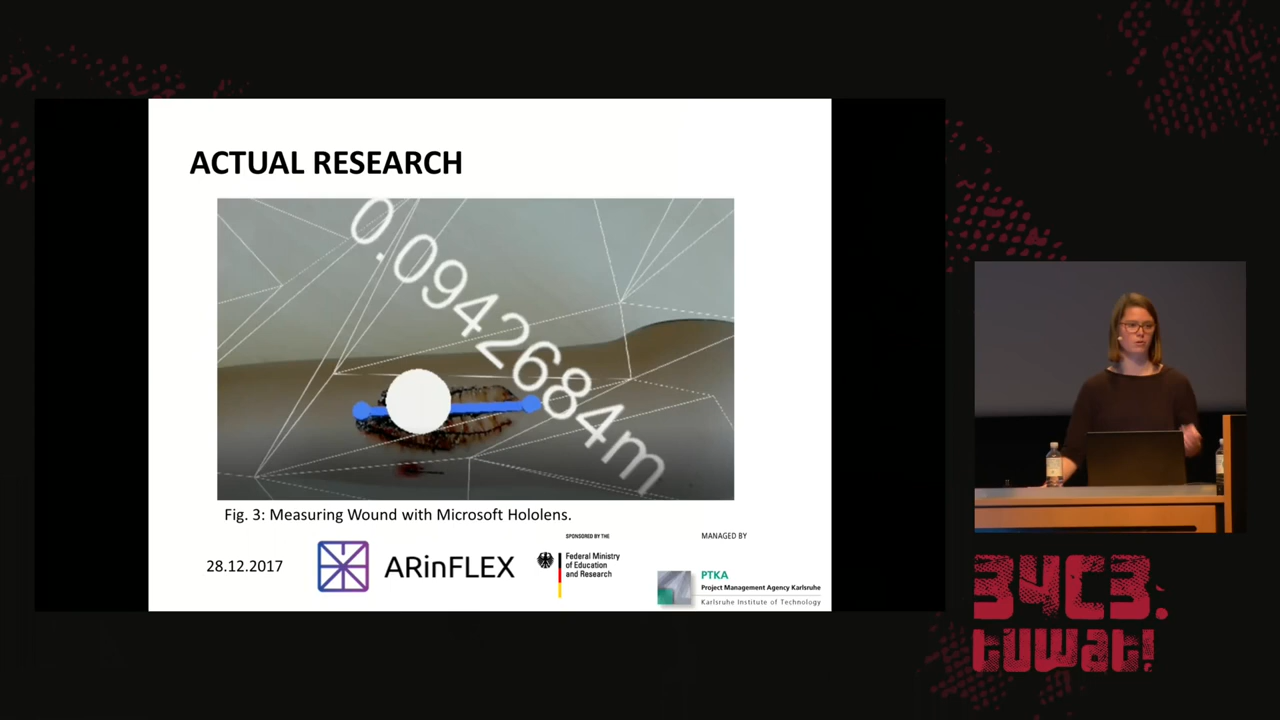 ACTUAL RESEARCH
0.0942684m
Fig. 3: Measuring Wound with Microsoft Hololens.
28.12.2017
ARinFLEX
SPONSORED BY THE
Federal Ministry
of Education
and Research
MANAGED BY
PTKA
Project Management Agency Karlsruhe
Karlsruhe Institute of Technology
34C3.
tuwat!